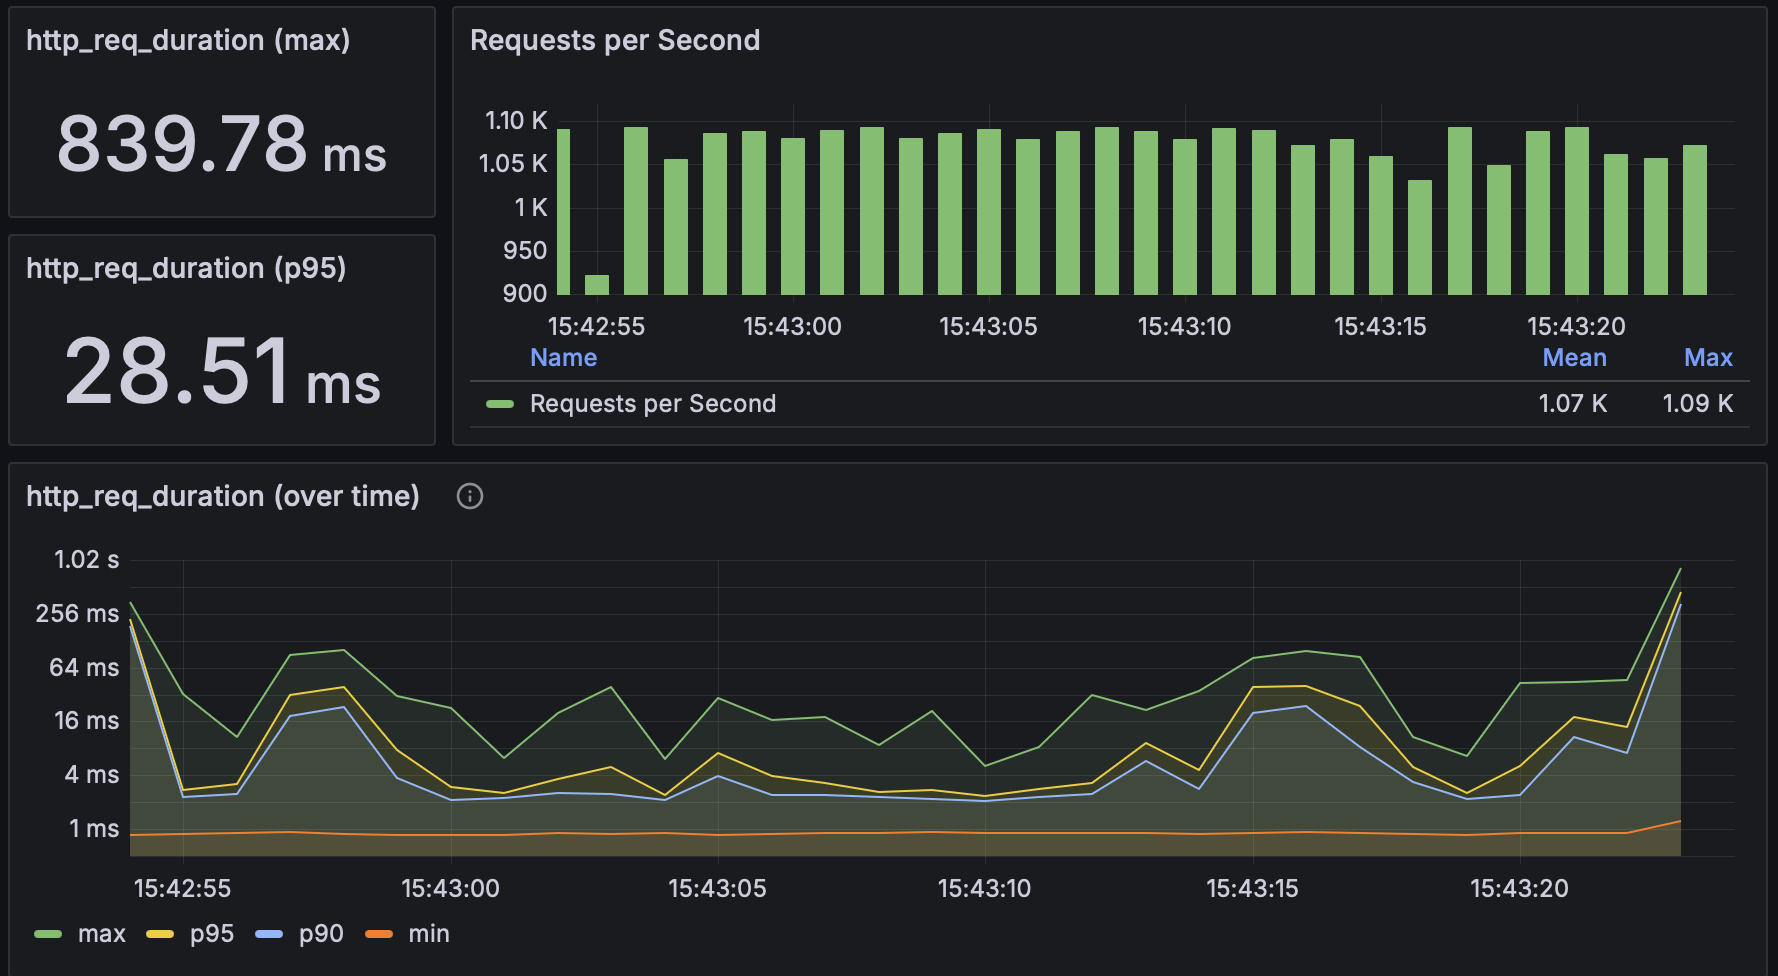 http_req_duration (max)
839.78 ms
http_req_duration (p95)
28.51 ms
Requests per Second
1.10 K
1.05 K
1 K
950
900
15:42:55 15:43:00 15:43:05 15:43:10 15:43:15 15:43:20
Name Mean Max
Requests per Second 1.07 K 1.09 K
http_req_duration (over time)
1.02 s
256 ms
64 ms
16 ms
4 ms
1 ms
15:42:55 15:43:00 15:43:05 15:43:10 15:43:15 15:43:20
max p95 p90 min